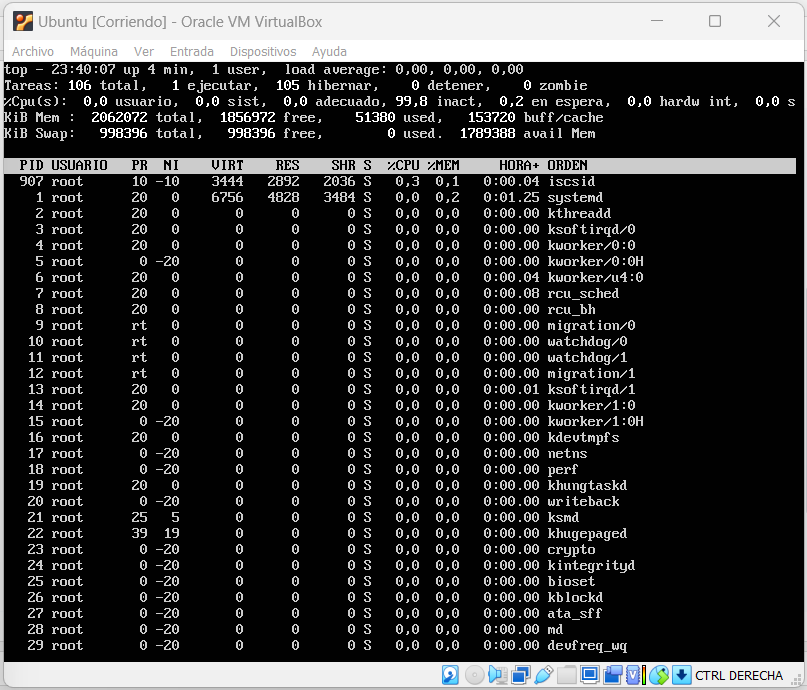 Ubuntu [Corriendo] - Oracle VM VirtualBox
Archivo Máquina Ver Entrada Dispositivos Ayuda
top - 23:40:07 up 4 min,  1 user,  load average: 0,00, 0,00, 0,00
Tareas: 106 total,   1 ejecutar, 105 hibernar,   0 detener,   0 zombie
%Cpu(s):  0,0 usuario,  0,0 sist,  0,0 adecuado, 99,8 inact,  0,2 en espera,  0,0 hardw int,  0,0 s
KiB Mem :  2062072 total,  1856972 free,    51380 used,   153720 buff/cache
KiB Swap:   998396 total,   998396 free,        0 used.  1789388 avail Mem
PID USUARIO PR NI VIRT RES SHR S %CPU %MEM HORA+ ORDEN
907 root 10 -10 3444 2892 2036 S 0,3 0,1 0:00.04 iscsid
1 root 20 0 6756 4828 3484 S 0,0 0,2 0:01.25 systemd
2 root 20 0 0 0 0 S 0,0 0,0 0:00.00 kthreadd
3 root 20 0 0 0 0 S 0,0 0,0 0:00.00 ksoftirqd/0
4 root 20 0 0 0 0 S 0,0 0,0 0:00.00 kworker/0:0
5 root 0 -20 0 0 0 S 0,0 0,0 0:00.00 kworker/0:0H
6 root 20 0 0 0 0 S 0,0 0,0 0:00.04 kworker/u4:0
7 root 20 0 0 0 0 S 0,0 0,0 0:00.08 rcu_sched
8 root 20 0 0 0 0 S 0,0 0,0 0:00.00 rcu_bh
9 root rt 0 0 0 0 S 0,0 0,0 0:00.00 migration/0
10 root rt 0 0 0 0 S 0,0 0,0 0:00.00 watchdog/0
11 root rt 0 0 0 0 S 0,0 0,0 0:00.00 watchdog/1
12 root rt 0 0 0 0 S 0,0 0,0 0:00.00 migration/1
13 root 20 0 0 0 0 S 0,0 0,0 0:00.01 ksoftirqd/1
14 root 20 0 0 0 0 S 0,0 0,0 0:00.00 kworker/1:0
15 root 0 -20 0 0 0 S 0,0 0,0 0:00.00 kworker/1:0H
16 root 20 0 0 0 0 S 0,0 0,0 0:00.00 kdevtmpfs
17 root 0 -20 0 0 0 S 0,0 0,0 0:00.00 netns
18 root 0 -20 0 0 0 S 0,0 0,0 0:00.00 perf
19 root 20 0 0 0 0 S 0,0 0,0 0:00.00 khungtaskd
20 root 0 -20 0 0 0 S 0,0 0,0 0:00.00 writeback
21 root 25 5 0 0 0 S 0,0 0,0 0:00.00 ksmd
22 root 39 19 0 0 0 S 0,0 0,0 0:00.00 khugepaged
23 root 0 -20 0 0 0 S 0,0 0,0 0:00.00 crypto
24 root 0 -20 0 0 0 S 0,0 0,0 0:00.00 kintegrityd
25 root 0 -20 0 0 0 S 0,0 0,0 0:00.00 bioset
26 root 0 -20 0 0 0 S 0,0 0,0 0:00.00 kblockd
27 root 0 -20 0 0 0 S 0,0 0,0 0:00.00 ata_sff
28 root 0 -20 0 0 0 S 0,0 0,0 0:00.00 md
29 root 0 -20 0 0 0 S 0,0 0,0 0:00.00 devfreq_wq
CTRL DERECHA